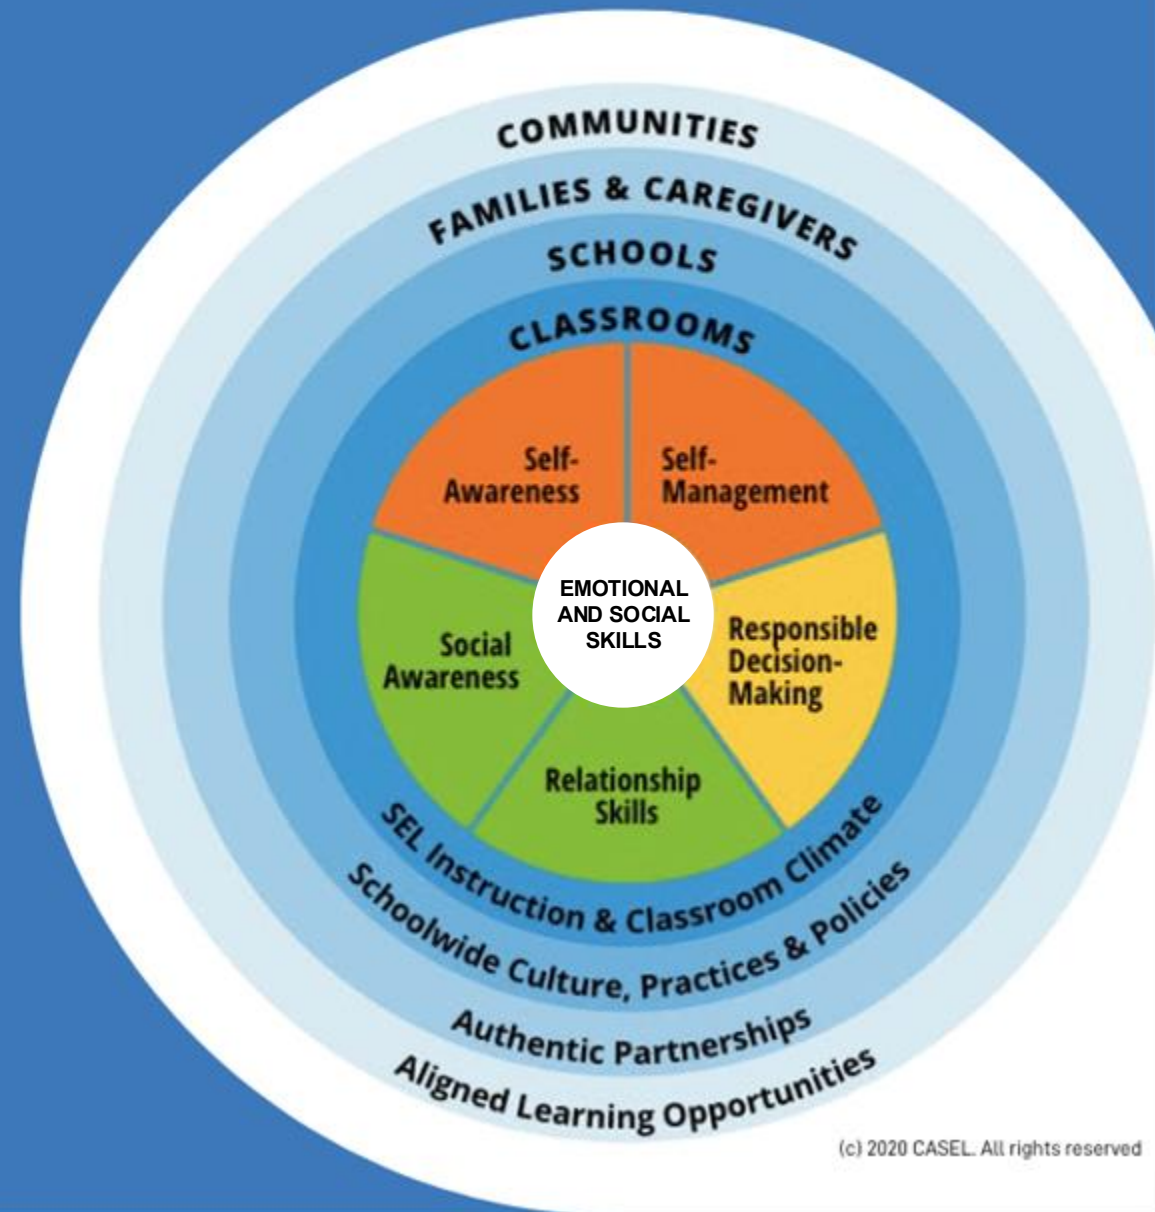 COMMUNITIES
FAMILIES & CAREGIVERS
SCHOOLS
CLASSROOMS
Self-
Awareness
Self-
Management
EMOTIONAL
AND SOCIAL
SKILLS
Social
Awareness
Responsible
Decision-
Making
Relationship
Skills
SEL Instruction & Classroom Climate
Schoolwide Culture, Practices & Policies
Authentic Partnerships
Aligned Learning Opportunities
(c) 2020 CASEL. All rights reserved